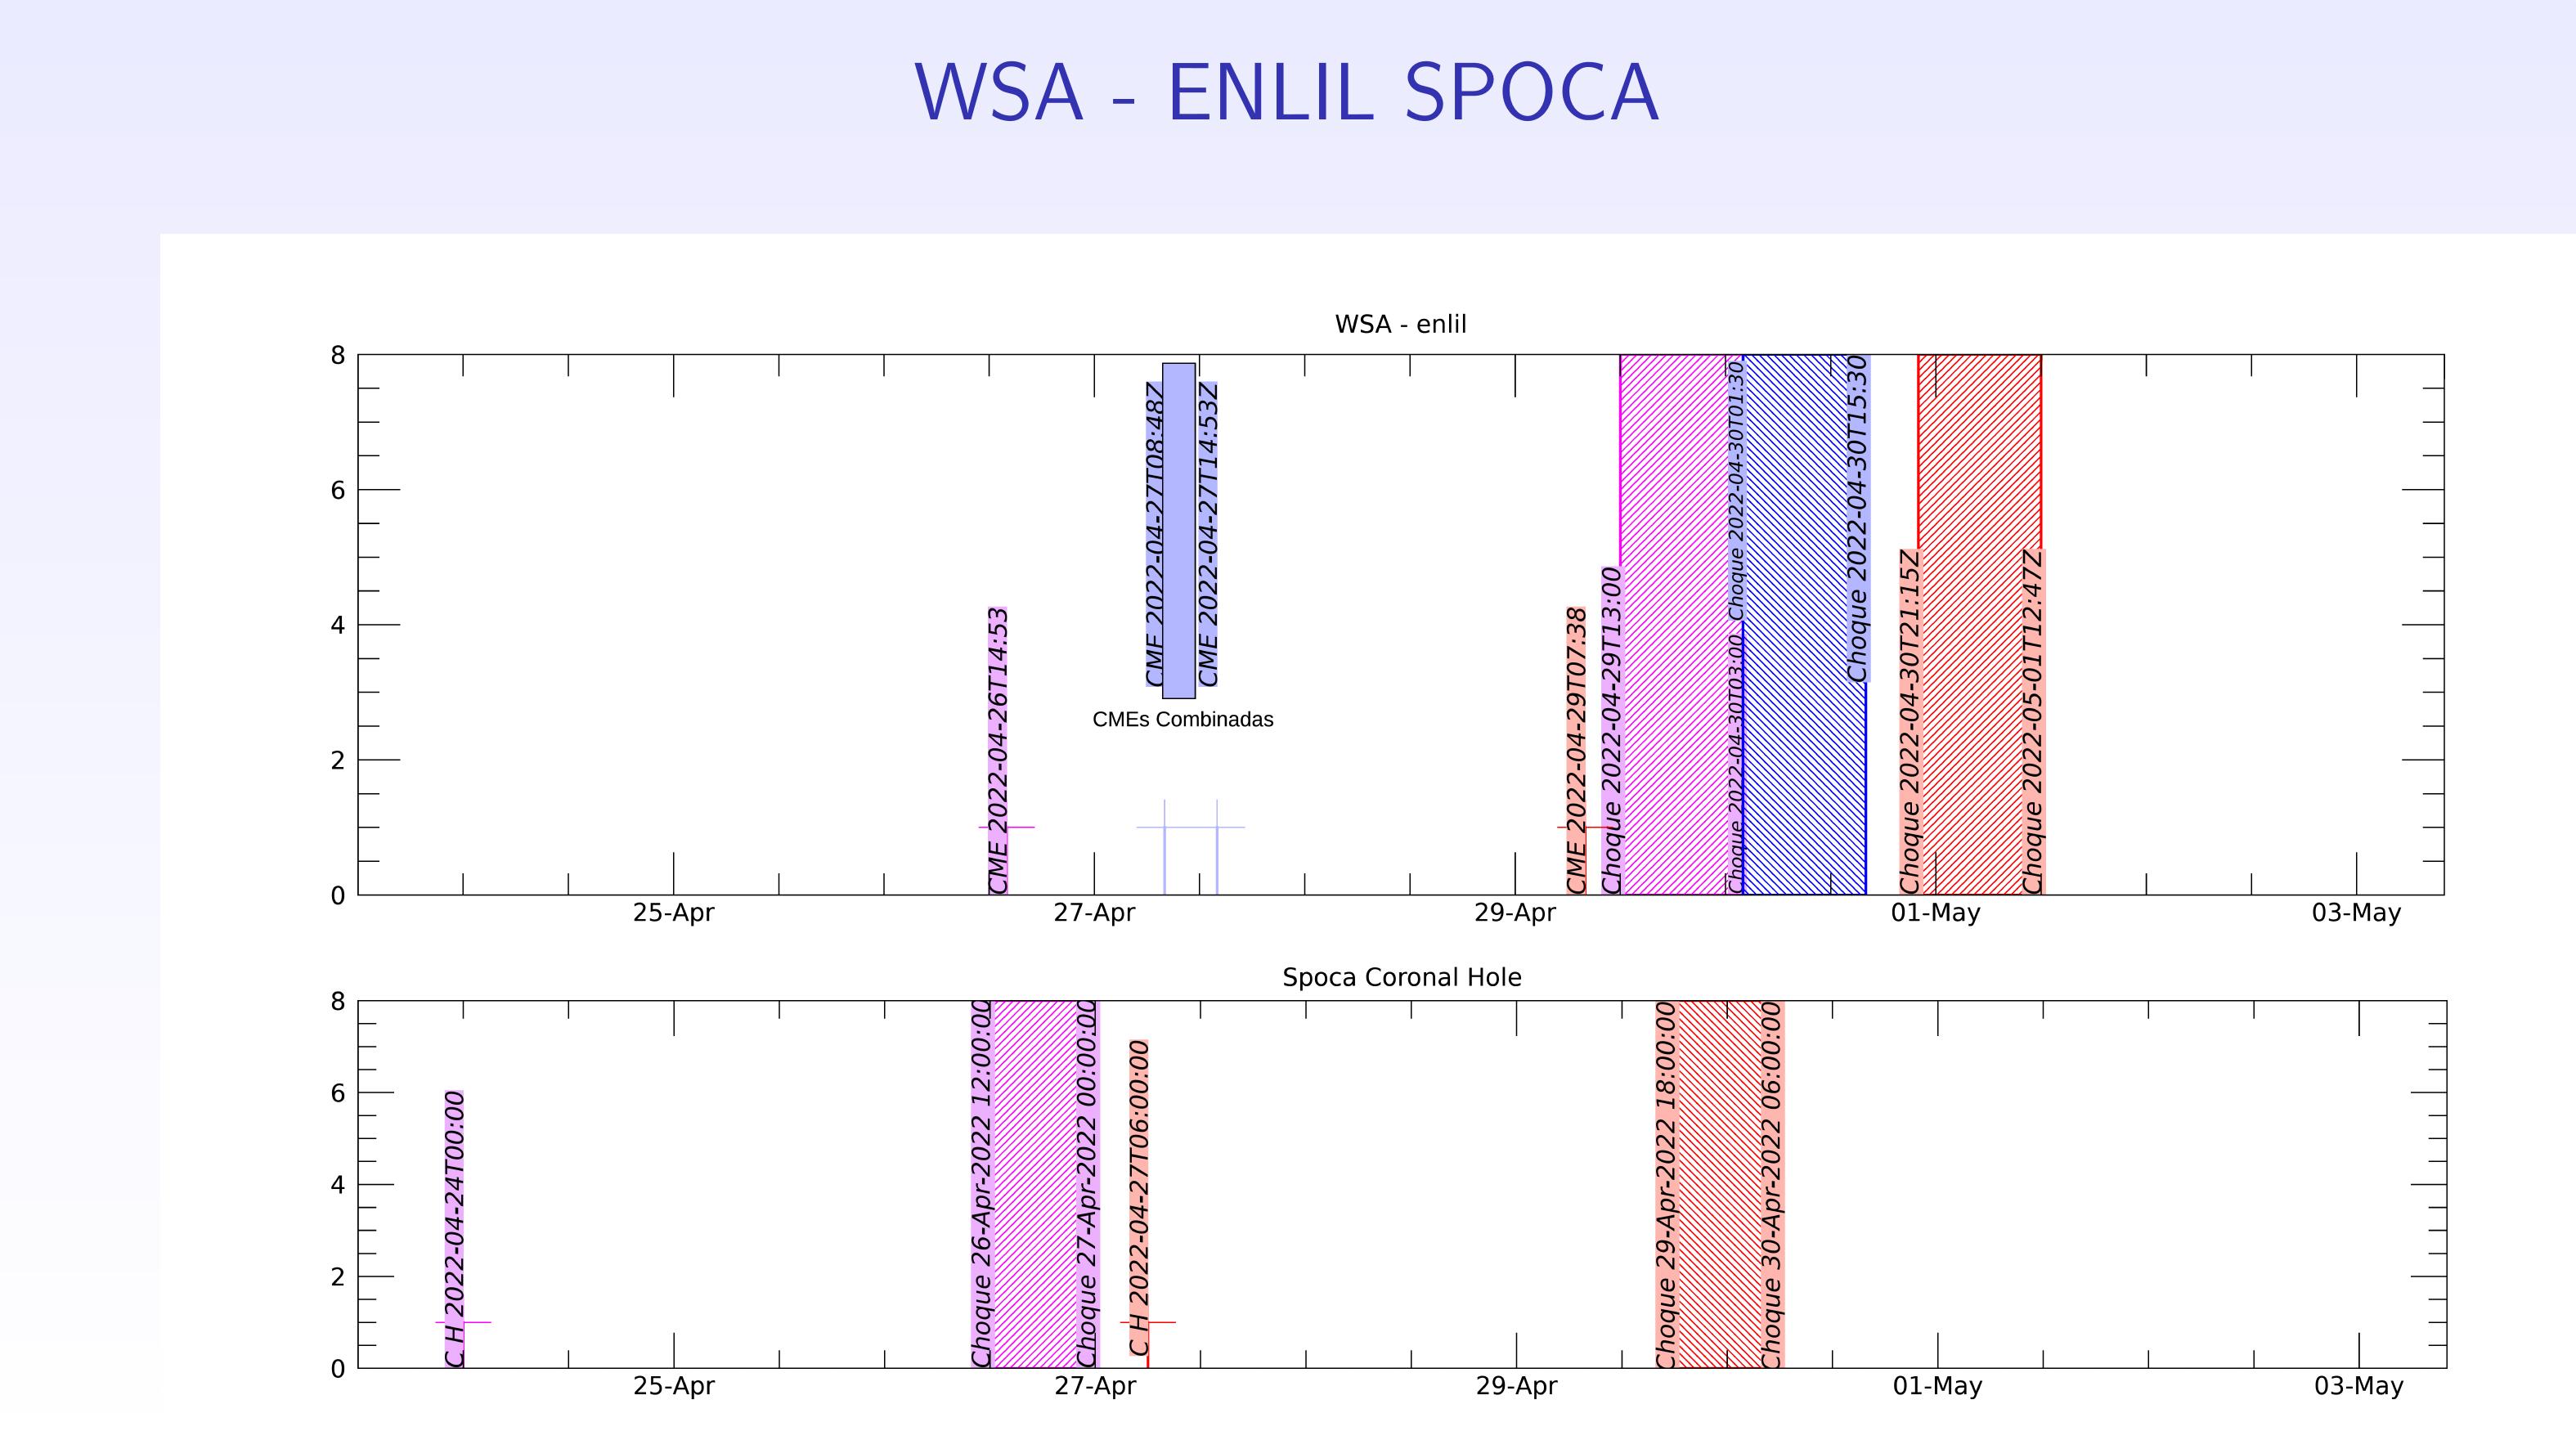 WSA - ENLIL SPOCA
WSA - enlil
8
6
4
2
0
CME 2022-04-26T14:53
CME 2022-04-27T08:48Z
CME 2022-04-27T14:53Z
CMEs Combinadas
CME 2022-04-29T07:38
Choque 2022-04-29T13:00
Choque 2022-04-30T03:00
Choque 2022-04-30T01:30
Choque 2022-04-30T15:30
Choque 2022-04-30T21:15Z
Choque 2022-05-01T12:47Z
25-Apr
27-Apr
29-Apr
01-May
03-May
Spoca Coronal Hole
8
6
4
2
0
C H 2022-04-24T00:00
Choque 26-Apr-2022 12:00:00
Choque 27-Apr-2022 00:00:00
C H 2022-04-27T06:00:00
Choque 29-Apr-2022 18:00:00
Choque 30-Apr-2022 06:00:00
25-Apr
27-Apr
29-Apr
01-May
03-May